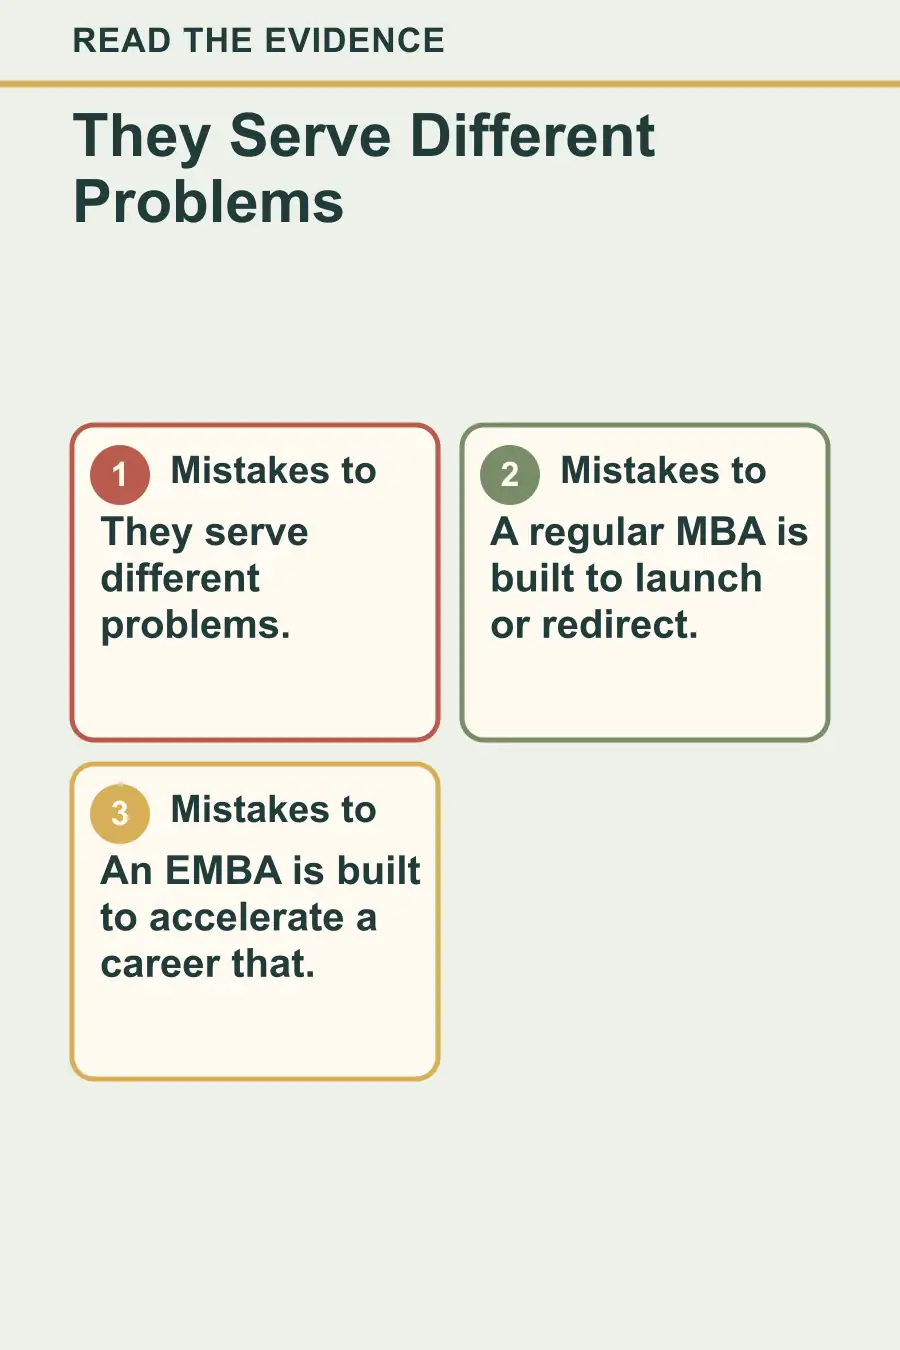 READ THE EVIDENCE
They Serve Different
Problems
1 Mistakes to
They serve
different
problems.
2 Mistakes to
A regular MBA is
built to launch
or redirect.
3 Mistakes to
An EMBA is built
to accelerate a
career that.